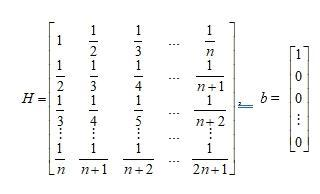 H = [ 1 1/2 1/3 ... 1/n
1/2 1/3 1/4 ... 1/n+1
1/3 1/4 1/5 ... 1/n+2
⋮ ⋮ ⋮ ... ⋮
1/n 1/n+1 1/n+2 ... 1/2n+1 ], b = [ 1
0
0
⋮
0 ]